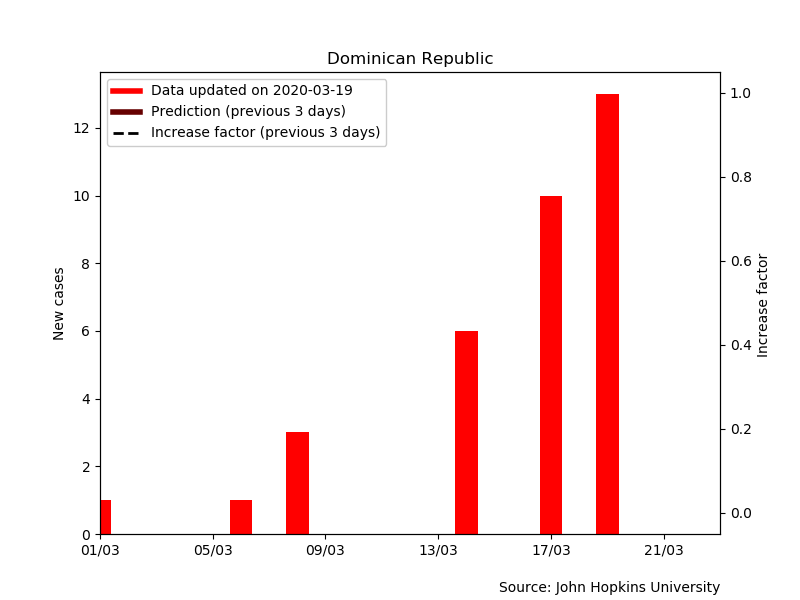 Dominican Republic
Data updated on 2020-03-19
Prediction (previous 3 days)
Increase factor (previous 3 days)
New cases
12
10
8
6
4
2
0
1.0
0.8
0.6
0.4
0.2
0.0
Increase factor
01/03 05/03 09/03 13/03 17/03 21/03
Source: John Hopkins University